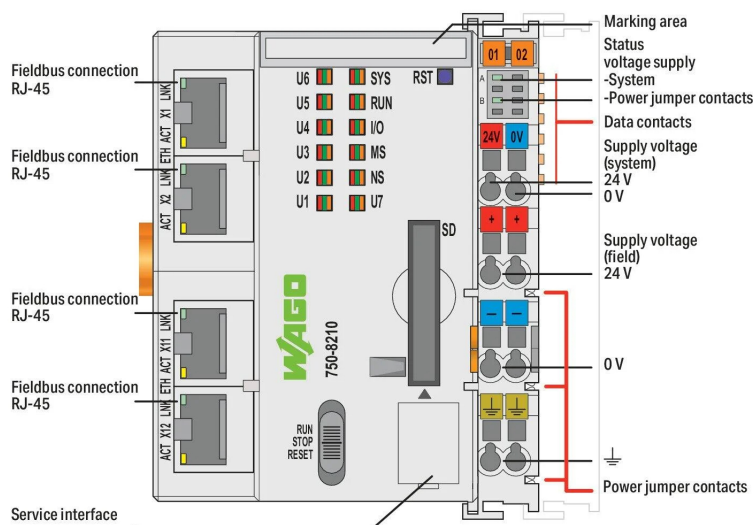 Marking area
Status
voltage supply
-System
-Power jumper contacts
Data contacts
Supply voltage
(system)
24 V
0 V
Supply voltage
(field)
24 V
0 V
Power jumper contacts
Fieldbus connection
RJ-45
Fieldbus connection
RJ-45
Fieldbus connection
RJ-45
Fieldbus connection
RJ-45
Service interface
ACT X1 LNK
ETH
ACT X2 LNK
ACT X11 LNK
ETH
ACT X12 LNK
U6 SYS RST
U5 RUN
U4 I/O
U3 MS
U2 NS
U1 U7
SD
WAGO
750-8210
RUN
STOP
RESET
01 02
A
B
24V 0V
+ +
— —